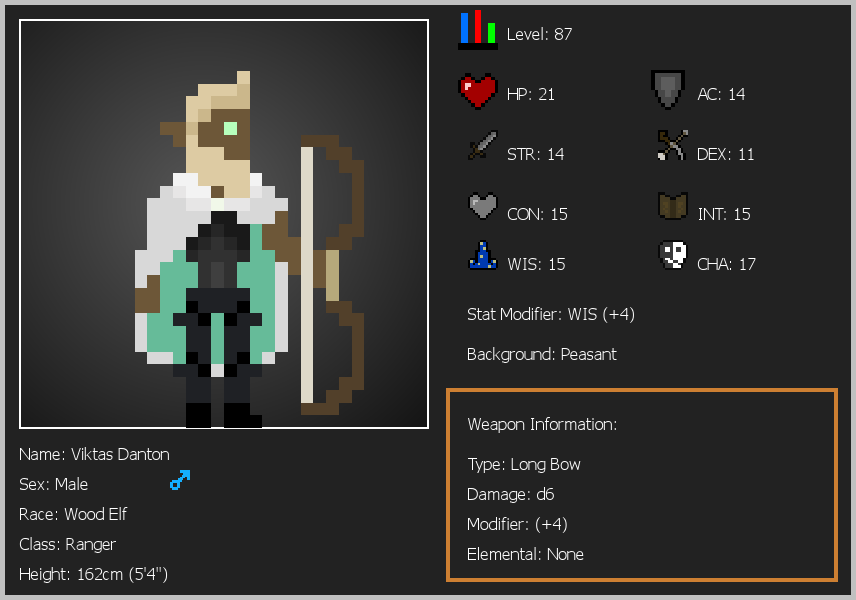 Level: 87
HP: 21
AC: 14
STR: 14
DEX: 11
CON: 15
INT: 15
WIS: 15
CHA: 17
Stat Modifier: WIS (+4)
Background: Peasant
Weapon Information:
Type: Long Bow
Damage: d6
Modifier: (+4)
Elemental: None
Name: Viktas Danton
Sex: Male
Race: Wood Elf
Class: Ranger
Height: 162cm (5'4")